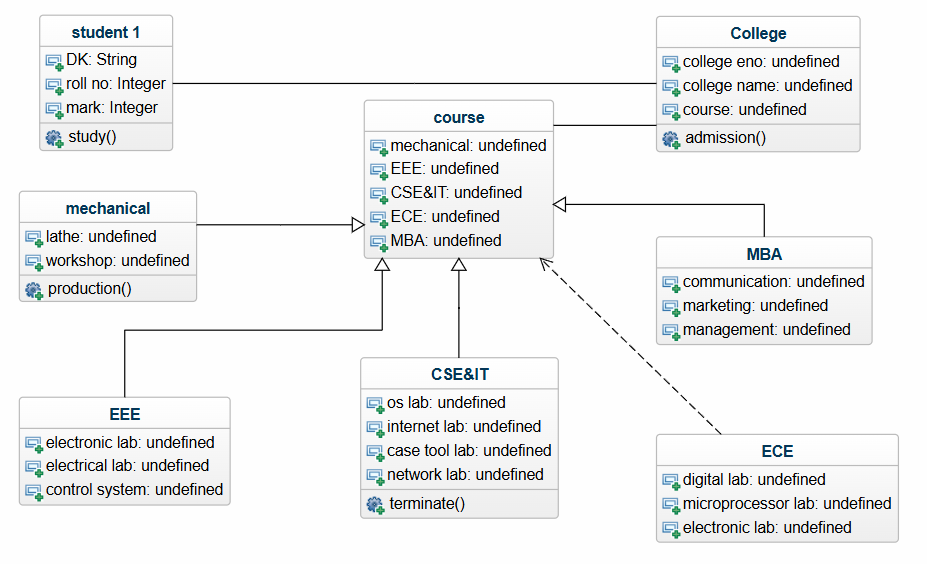 student 1
DK: String
roll no: Integer
mark: Integer
study()
College
college eno: undefined
college name: undefined
course: undefined
admission()
course
mechanical: undefined
EEE: undefined
CSE&IT: undefined
ECE: undefined
MBA: undefined
mechanical
lathe: undefined
workshop: undefined
production()
MBA
communication: undefined
marketing: undefined
management: undefined
EEE
electronic lab: undefined
electrical lab: undefined
control system: undefined
CSE&IT
os lab: undefined
internet lab: undefined
case tool lab: undefined
network lab: undefined
terminate()
ECE
digital lab: undefined
microprocessor lab: undefined
electronic lab: undefined